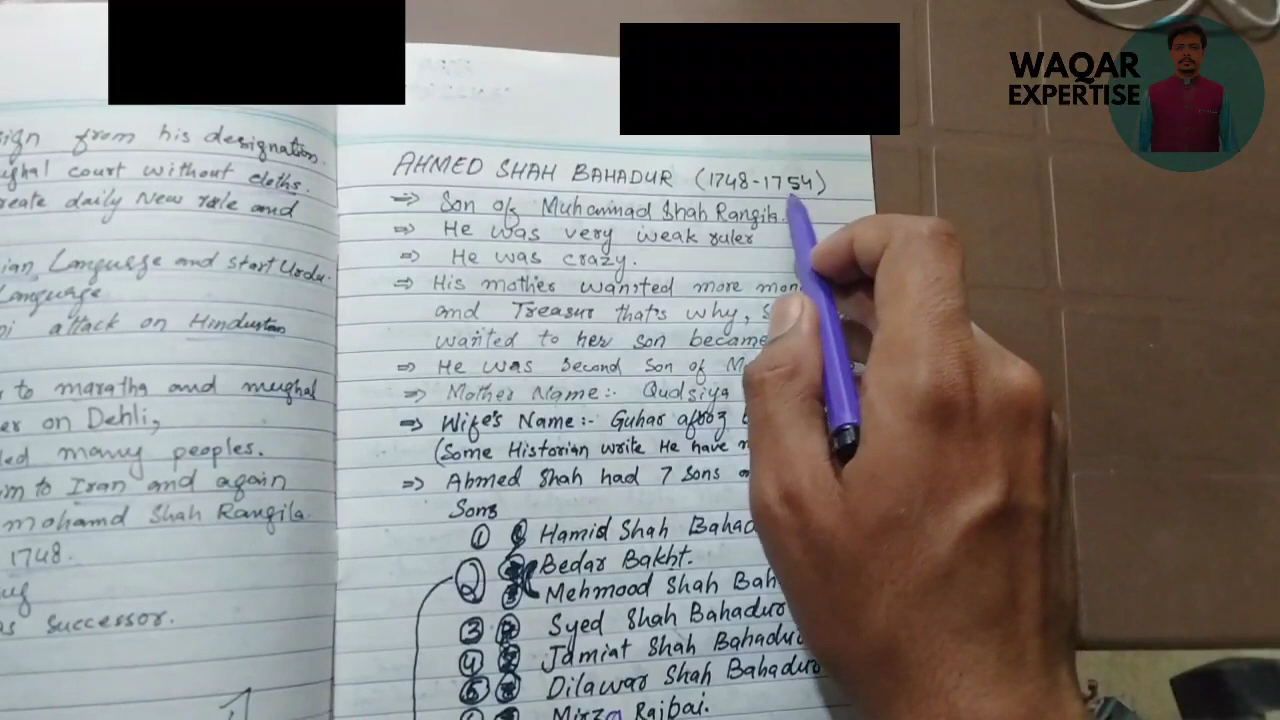 sign from his designation.
ughal court without cloths.
reate daily New rule and
ian Language and start Urdu.
Language
ni attack on Hindustan
to maratha and mughal
er on Dehli,
led many peoples.
im to Iran and again
mohamd Shah Rangila.
1748.
as successor.
AHMED SHAH BAHADUR (1748-1754)
⇒ Son of Muhammad Shah Rangila.
⇒ He was very weak ruler
⇒ He was crazy.
⇒ His mother wanted more mon
and Treasur that's why, s
wanted to her son became
⇒ He was second son of M
⇒ Mother Name:- Qudsiya
⇒ Wife's Name:- Guhar afroz b
(Some Historian write He have m
⇒ Ahmed Shah had 7 Sons
Sons
① Hamid Shah Bahad
② Bedar Bakht.
Mehmood Shah Bah
③ Syed Shah Bahadur
④ Jamiat Shah Bahadur
⑤ Dilawar Shah Bahadur
Mirza Rajbai.
WAQAR
EXPERTISE